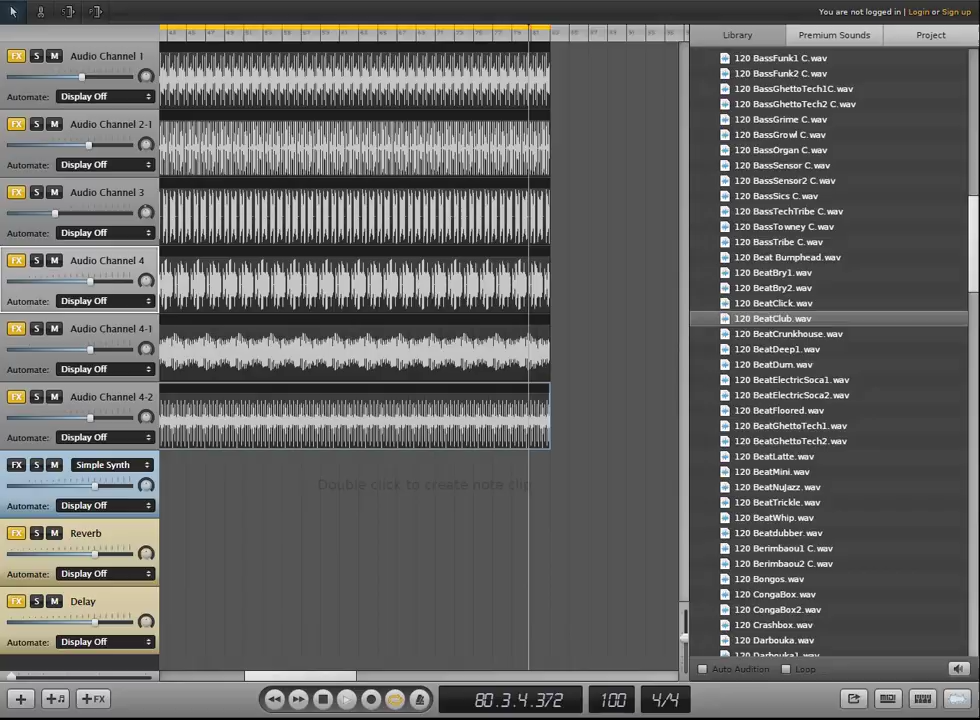 You are not logged in | Login or Sign up
Library Premium Sounds Project
FX S M Audio Channel 1
Automate: Display Off
FX S M Audio Channel 2-1
Automate: Display Off
FX S M Audio Channel 3
Automate: Display Off
FX S M Audio Channel 4
Automate: Display Off
FX S M Audio Channel 4-1
Automate: Display Off
FX S M Audio Channel 4-2
Automate: Display Off
FX S M Simple Synth
Automate: Display Off
FX S M Reverb
Automate: Display Off
FX S M Delay
Automate: Display Off
Double click to create note clip
120 BassFunk1 C.wav
120 BassFunk2 C.wav
120 BassGhettoTech1C.wav
120 BassGhettoTech2 C.wav
120 BassGrime C.wav
120 BassGrowl C.wav
120 BassOrgan C.wav
120 BassSensor C.wav
120 BassSensor2 C.wav
120 BassSics C.wav
120 BassTechTribe C.wav
120 BassTowney C.wav
120 BassTribe C.wav
120 Beat Bumphead.wav
120 BeatBry1.wav
120 BeatBry2.wav
120 BeatClick.wav
120 BeatClub.wav
120 BeatCrunkhouse.wav
120 BeatDeep1.wav
120 BeatDum.wav
120 BeatElectricSoca1.wav
120 BeatElectricSoca2.wav
120 BeatFloored.wav
120 BeatGhettoTech1.wav
120 BeatGhettoTech2.wav
120 BeatLatte.wav
120 BeatMini.wav
120 BeatNuJazz.wav
120 BeatTrickle.wav
120 BeatWhip.wav
120 Beatdubber.wav
120 Berimbaou1 C.wav
120 Berimbaou2 C.wav
120 Bongos.wav
120 CongaBox.wav
120 CongaBox2.wav
120 Crashbox.wav
120 Darbouka.wav
120 Darbouka1.wav
Auto Audition Loop
+FX
80.3.4.372 100 4/4